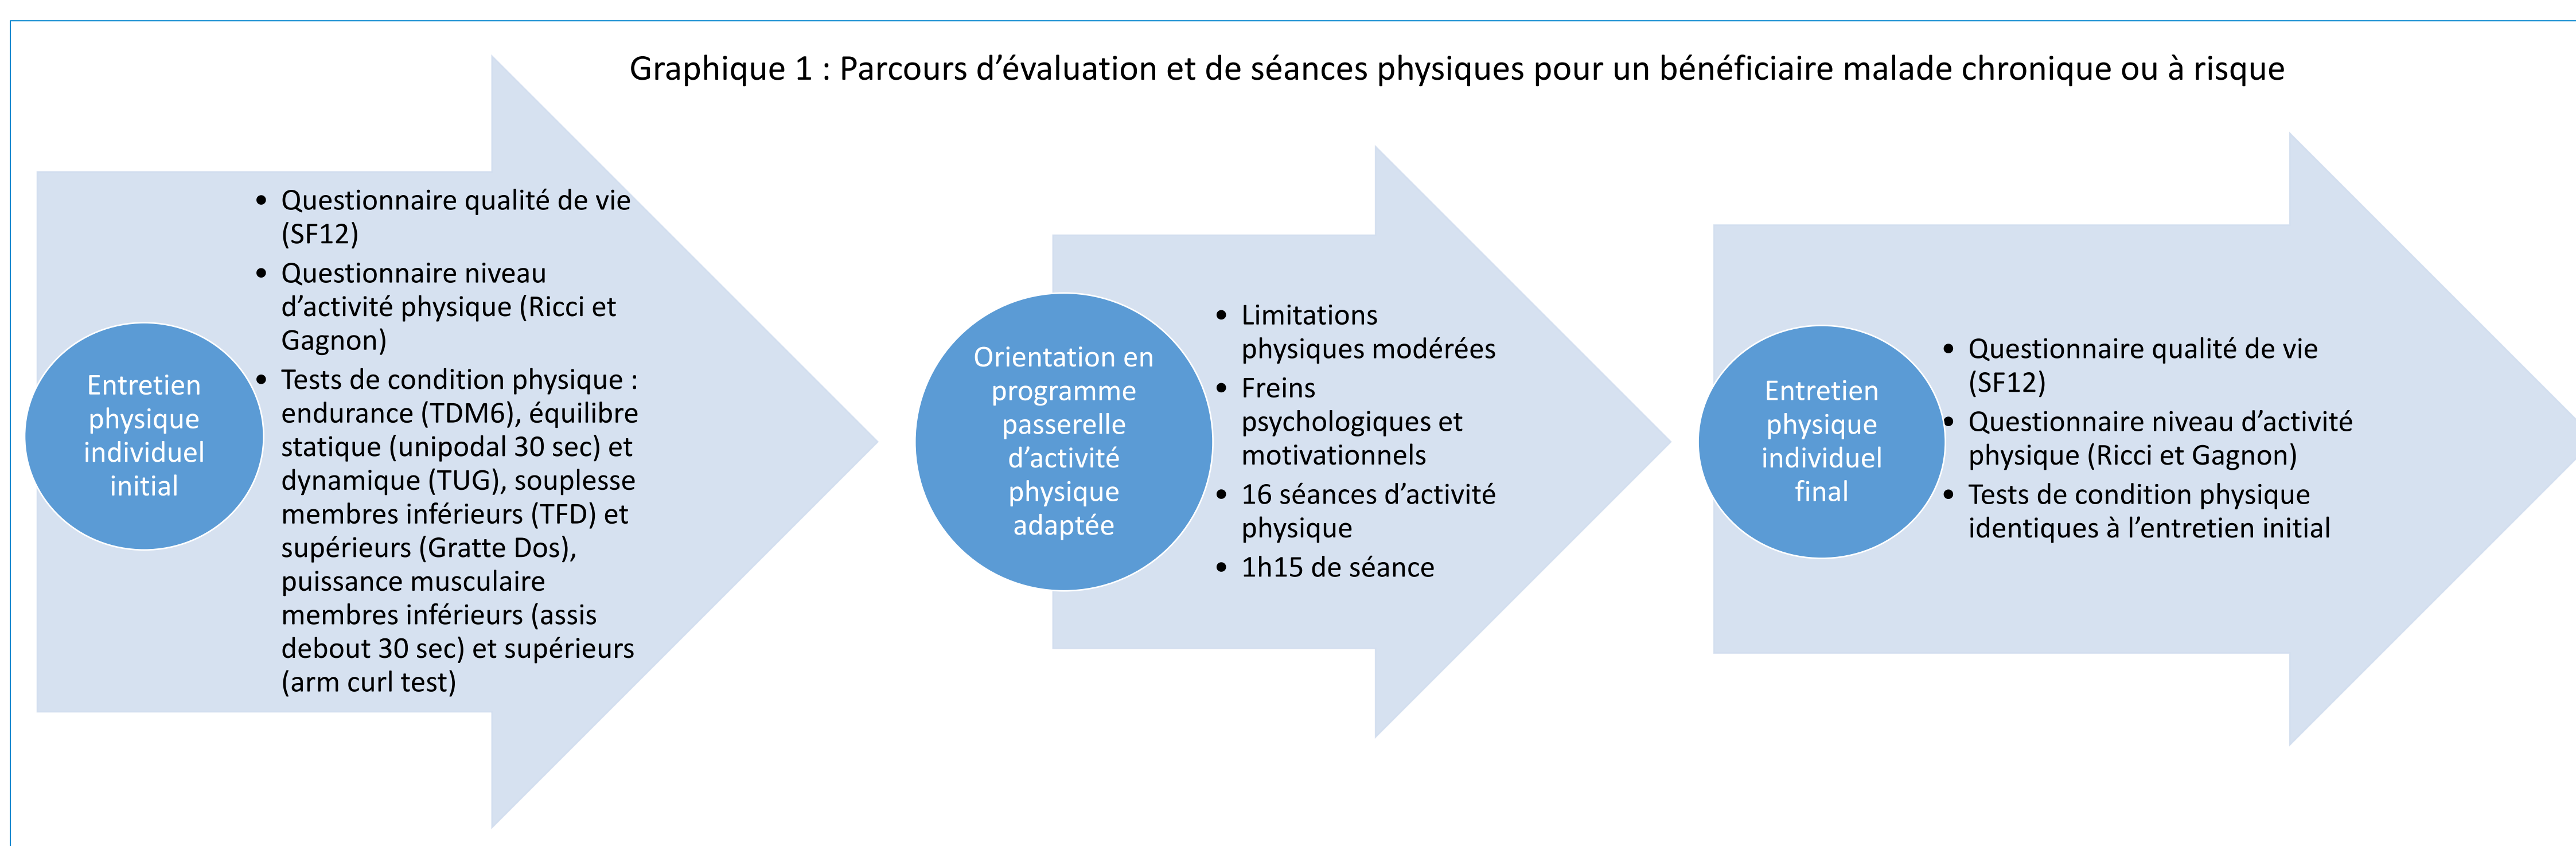 Graphique 1 : Parcours d’évaluation et de séances physiques pour un bénéficiaire malade chronique ou à risque
Entretien
physique
individuel
initial
• Questionnaire qualité de vie
(SF12)
• Questionnaire niveau
d’activité physique (Ricci et
Gagnon)
• Tests de condition physique :
endurance (TDM6), équilibre
statique (unipodal 30 sec) et
dynamique (TUG), souplesse
membres inférieurs (TFD) et
supérieurs (Gratte Dos),
puissance musculaire
membres inférieurs (assis
debout 30 sec) et supérieurs
(arm curl test)
Orientation en
programme
passerelle
d’activité
physique
adaptée
• Limitations
physiques modérées
• Freins
psychologiques et
motivationnels
• 16 séances d’activité
physique
• 1h15 de séance
Entretien
physique
individuel
final
• Questionnaire qualité de vie
(SF12)
• Questionnaire niveau d’activité
physique (Ricci et Gagnon)
• Tests de condition physique
identiques à l’entretien initial